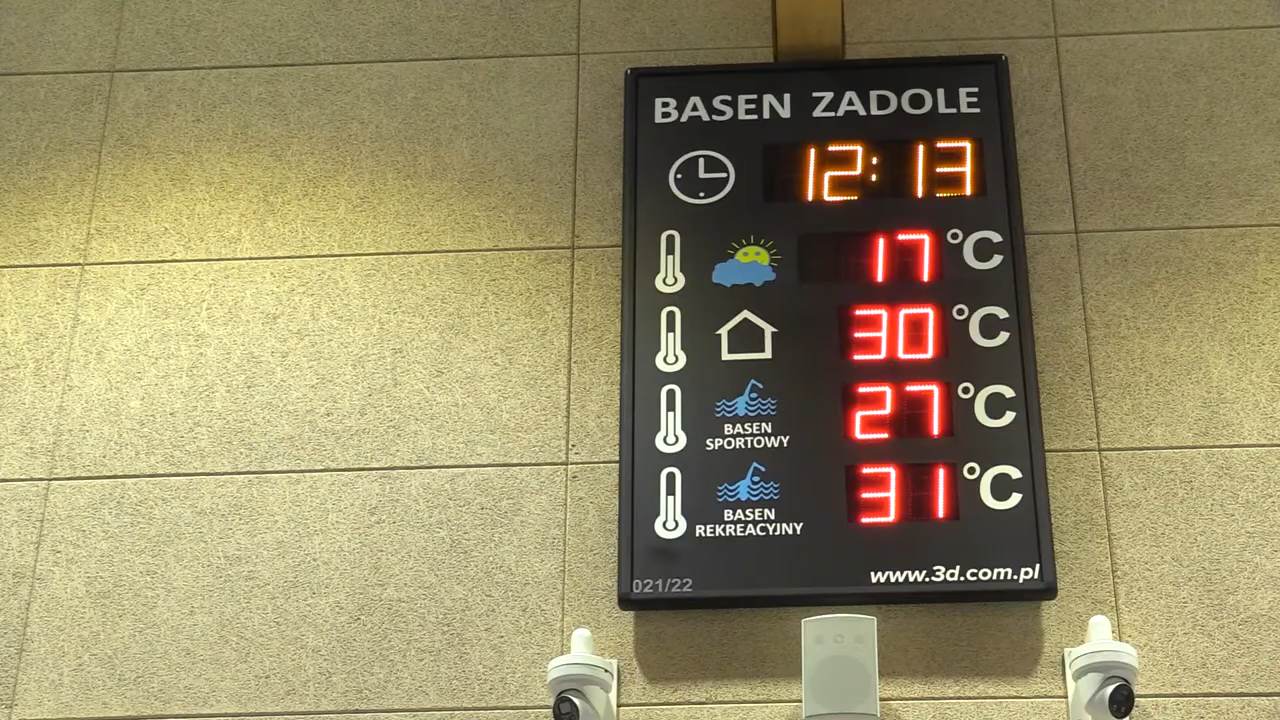 BASEN ZADOLE
12:13
17 °C
30 °C
27 °C
BASEN
SPORTOWY
31 °C
BASEN
REKREACYJNY
www.3d.com.pl
021/22